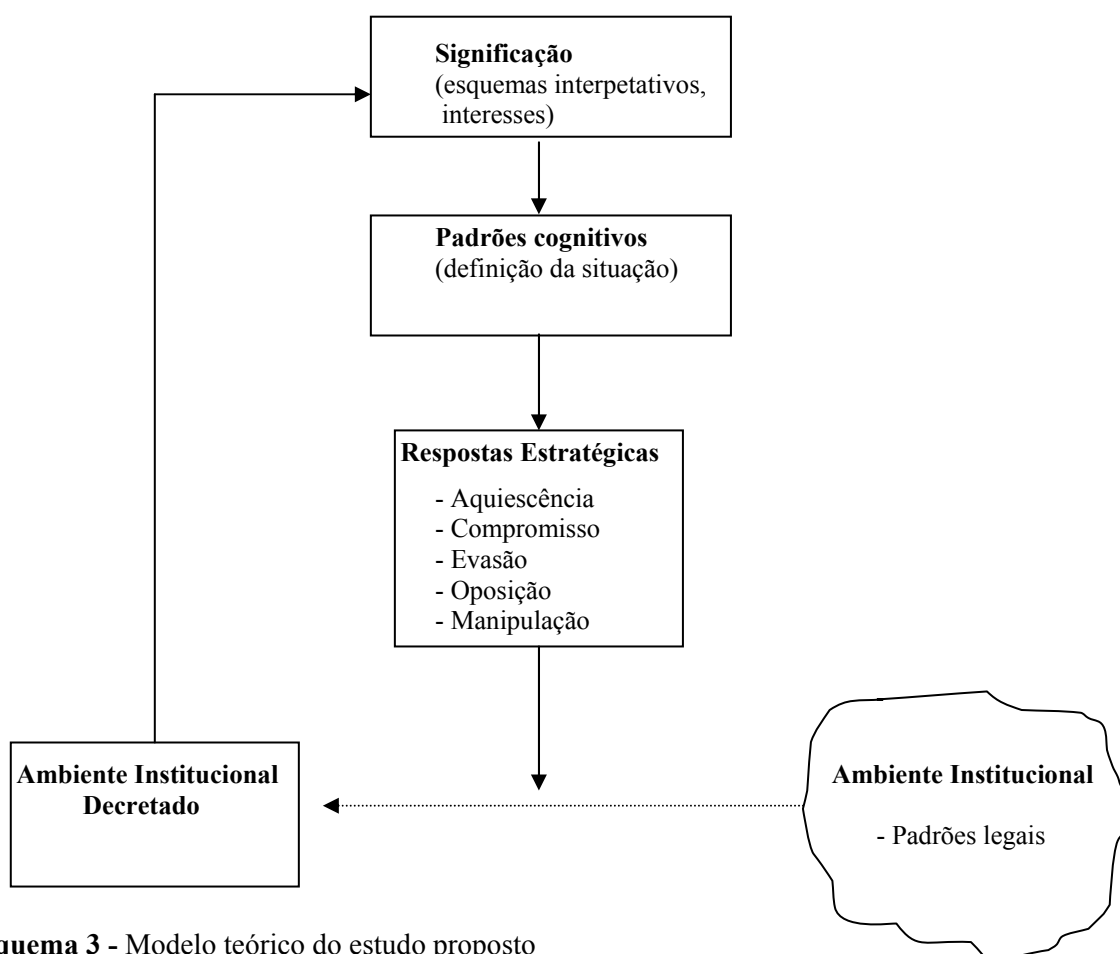 Significação
(esquemas interpetativos,
interesses)
Padrões cognitivos
(definição da situação)
Respostas Estratégicas
- Aquiescência
- Compromisso
- Evasão
- Oposição
- Manipulação
Ambiente Institucional
Decretado
Ambiente Institucional
- Padrões legais
quema 3 - Modelo teórico do estudo proposto